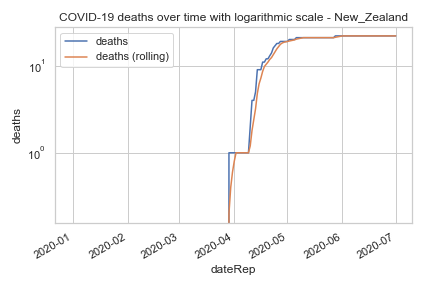 COVID-19 deaths over time with logarithmic scale - New_Zealand
deaths
deaths (rolling)
10¹
10⁰
deaths
2020-01
2020-02
2020-03
2020-04
2020-05
2020-06
2020-07
dateRep